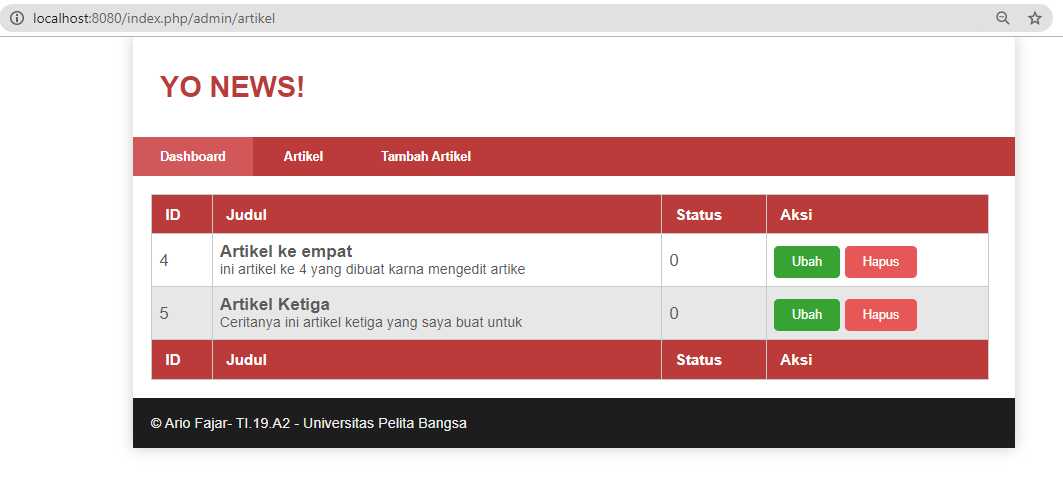 localhost:8080/index.php/admin/artikel
YO NEWS!
Dashboard Artikel Tambah Artikel
ID Judul Status Aksi
4 Artikel ke empat 0 Ubah Hapus
ini artikel ke 4 yang dibuat karna mengedit artike
5 Artikel Ketiga 0 Ubah Hapus
Ceritanya ini artikel ketiga yang saya buat untuk
ID Judul Status Aksi
© Ario Fajar- TI.19.A2 - Universitas Pelita Bangsa